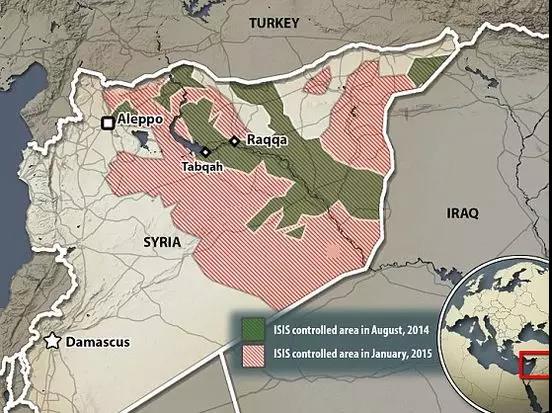 TURKEY
Aleppo
Raqqa
Tabqah
SYRIA
IRAQ
Damascus
ISIS controlled area in August, 2014
ISIS controlled area in January, 2015